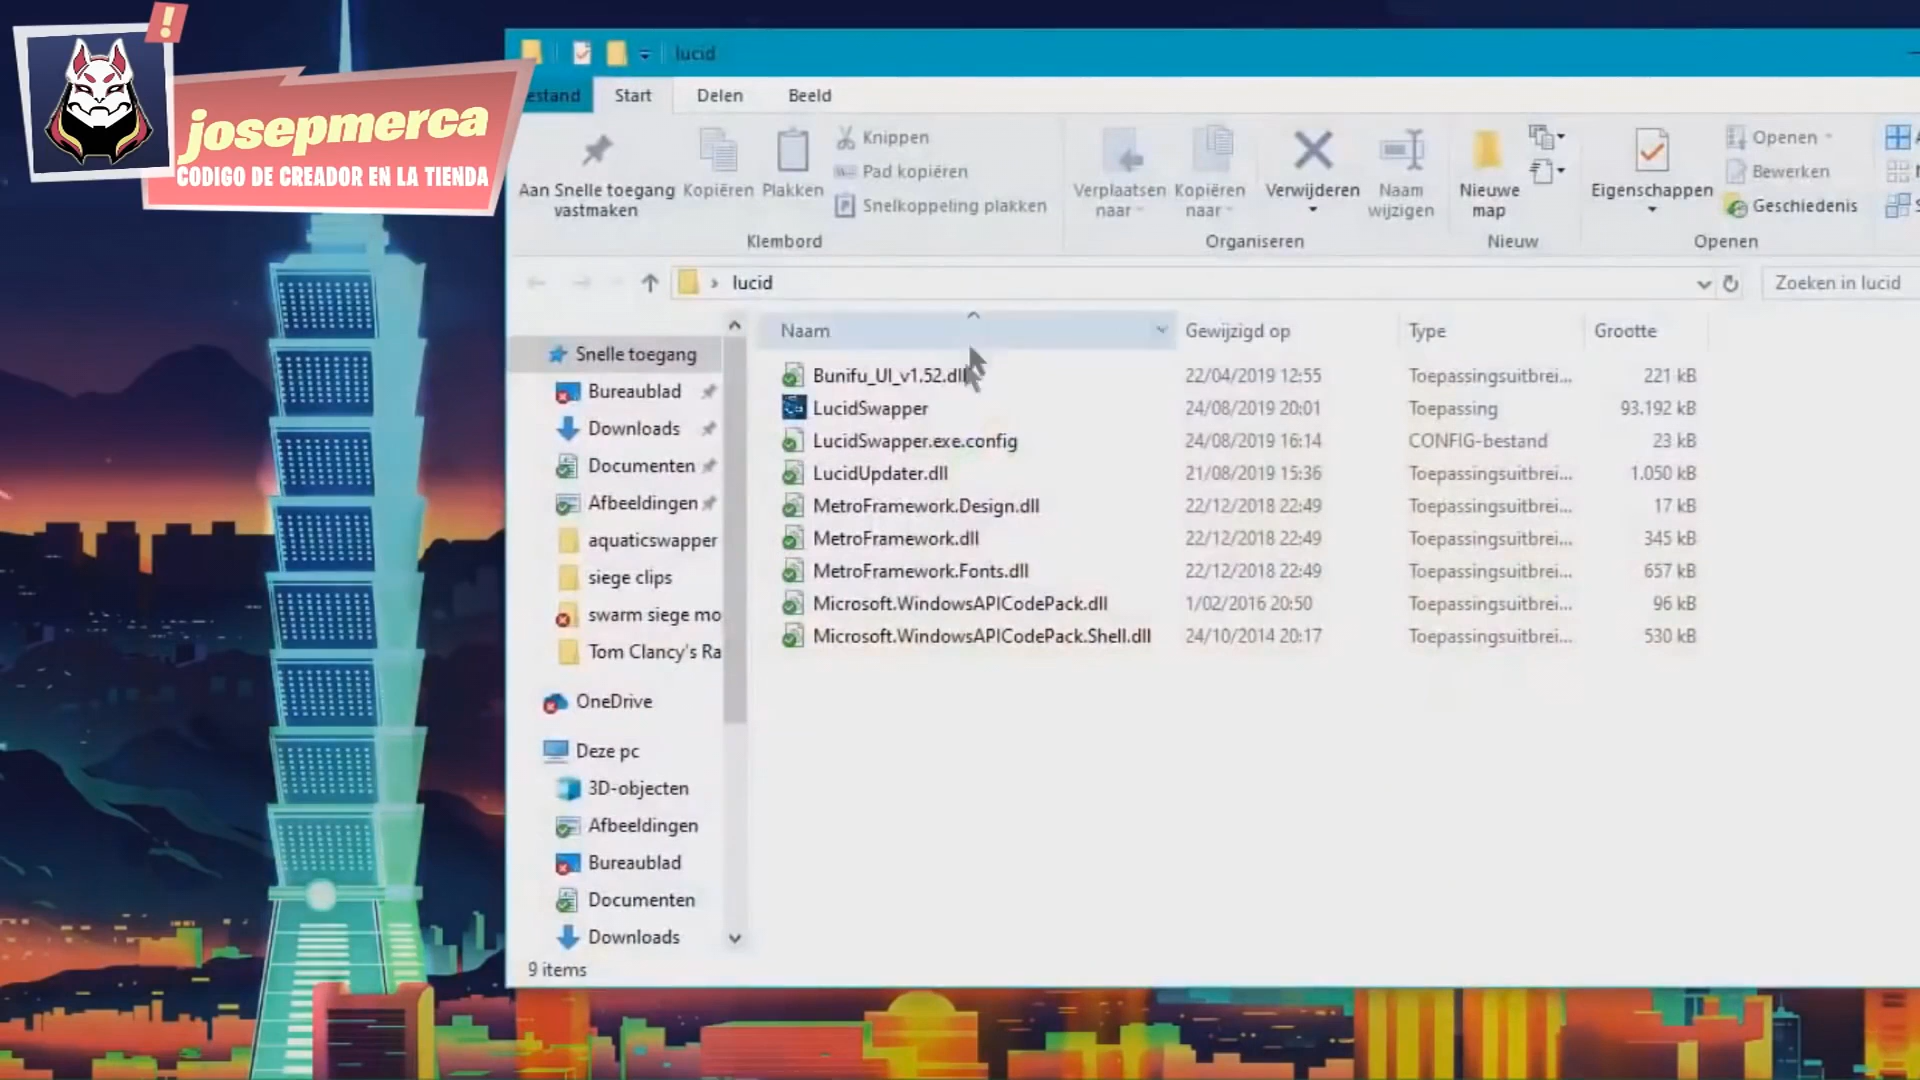 !
josepmerca
CODIGO DE CREADOR EN LA TIENDA
lucid
estand Start Delen Beeld
Aan Snelle toegang vastmaken
Kopiëren
Plakken
Knippen
Pad kopiëren
Snelkoppeling plakken
Klembord
Verplaatsen naar
Kopiëren naar
Verwijderen
Naam wijzigen
Organiseren
Nieuwe map
Nieuw
Eigenschappen
Openen
Bewerken
Geschiedenis
Openen
› lucid
Zoeken in lucid
Snelle toegang
Bureaublad
Downloads
Documenten
Afbeeldingen
aquaticswapper
siege clips
swarm siege mo
Tom Clancy's Ra
OneDrive
Deze pc
3D-objecten
Afbeeldingen
Bureaublad
Documenten
Downloads
Naam Gewijzigd op Type Grootte
Bunifu_UI_v1.52.dll 22/04/2019 12:55 Toepassingsuitbrei... 221 kB
LucidSwapper 24/08/2019 20:01 Toepassing 93.192 kB
LucidSwapper.exe.config 24/08/2019 16:14 CONFIG-bestand 23 kB
LucidUpdater.dll 21/08/2019 15:36 Toepassingsuitbrei... 1.050 kB
MetroFramework.Design.dll 22/12/2018 22:49 Toepassingsuitbrei... 17 kB
MetroFramework.dll 22/12/2018 22:49 Toepassingsuitbrei... 345 kB
MetroFramework.Fonts.dll 22/12/2018 22:49 Toepassingsuitbrei... 657 kB
Microsoft.WindowsAPICodePack.dll 1/02/2016 20:50 Toepassingsuitbrei... 96 kB
Microsoft.WindowsAPICodePack.Shell.dll 24/10/2014 20:17 Toepassingsuitbrei... 530 kB
9 items